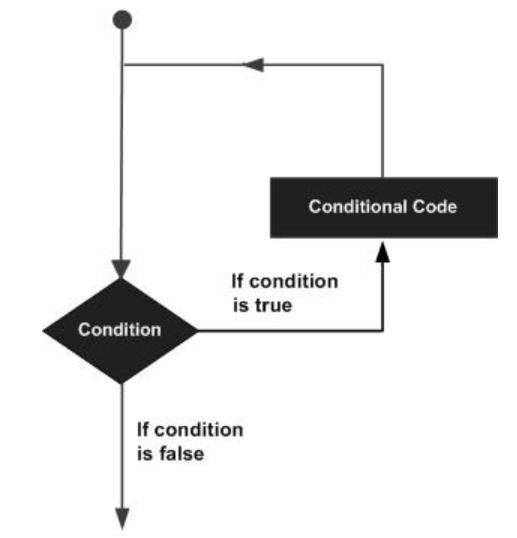 Conditional Code
If condition
is true
Condition
If condition
is false